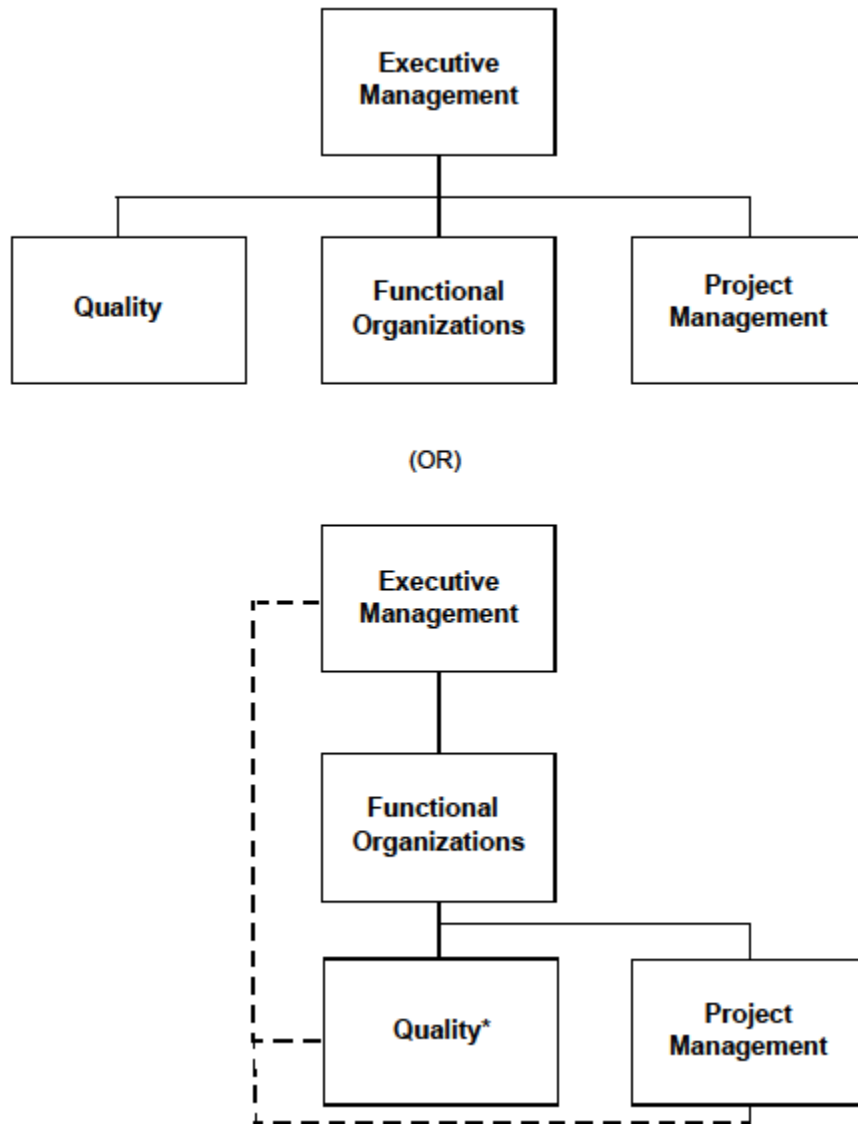 Executive
Management
Quality
Functional
Organizations
Project
Management
(OR)
Executive
Management
Functional
Organizations
Quality*
Project
Management